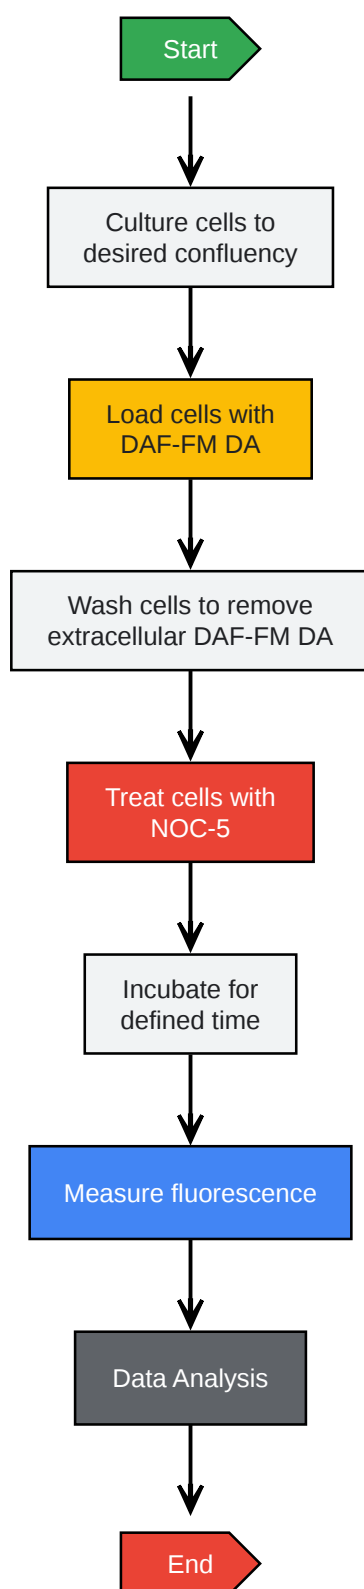 Start
Culture cells to
desired confluency
Load cells with
DAF-FM DA
Wash cells to remove
extracellular DAF-FM DA
Treat cells with
NOC-5
Incubate for
defined time
Measure fluorescence
Data Analysis
End